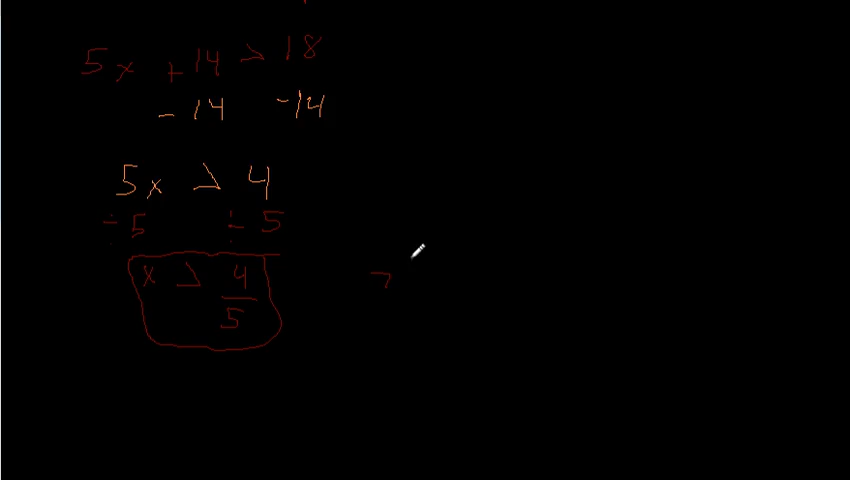 5x + 14 > 18
- 14 -14
5x > 4
÷ 5 ÷ 5
x > 4
5